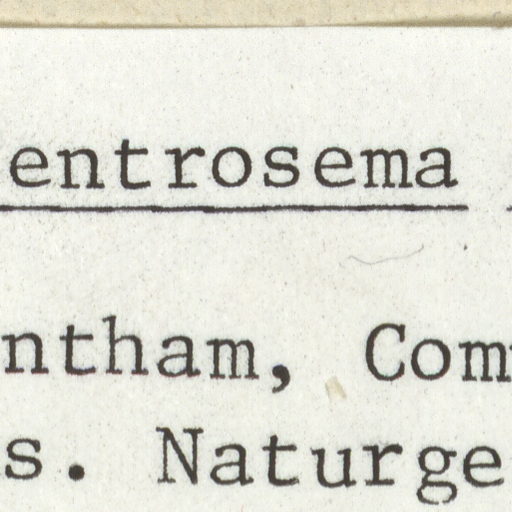 entrosema
ntham, Com
s. Naturge